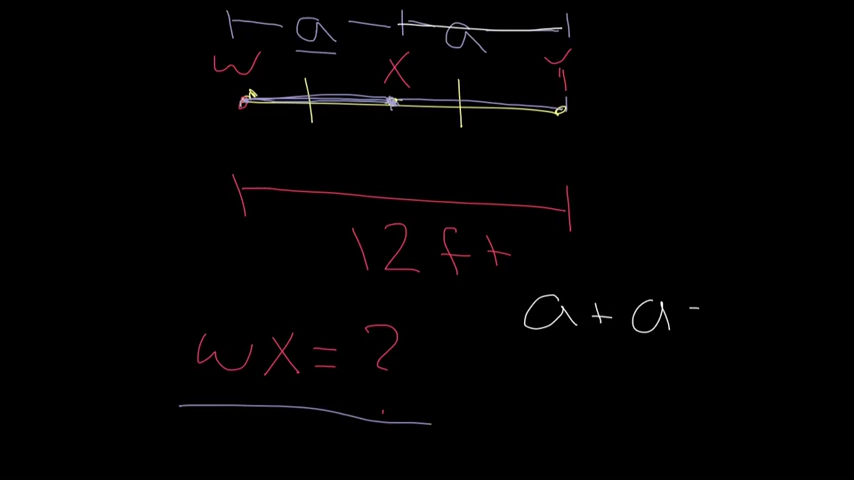 a a
W X Y
12 ft
WX = ?
a + a =